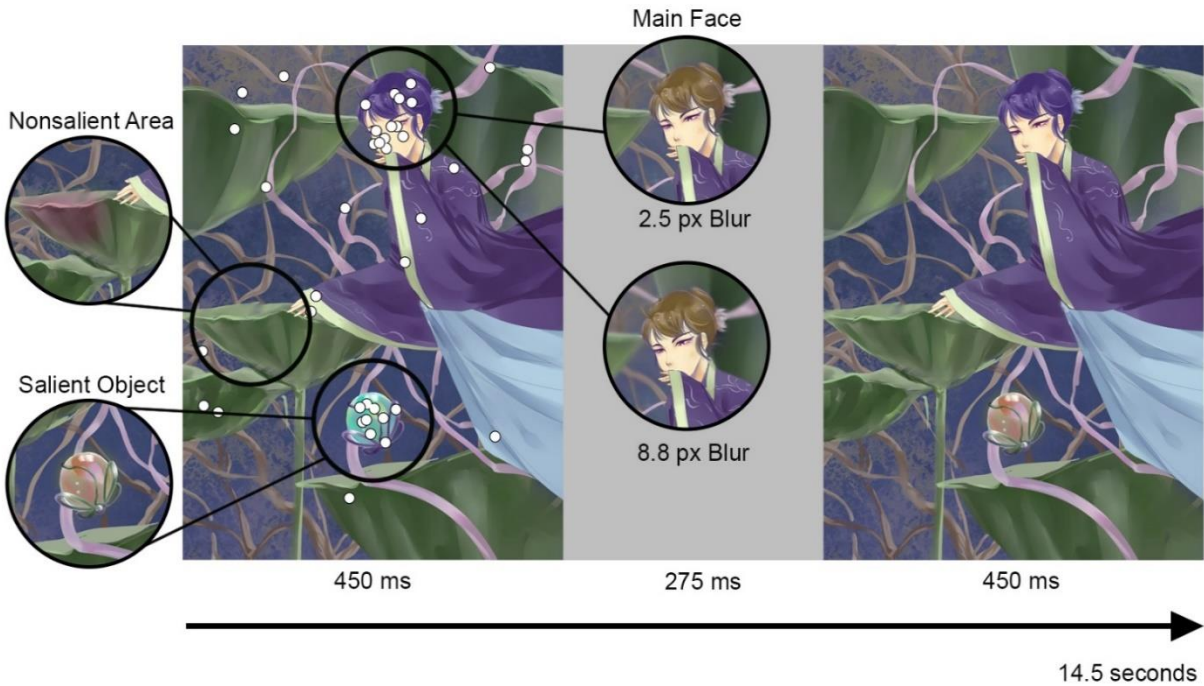 Main Face
Nonsalient Area
2.5 px Blur
Salient Object
8.8 px Blur
450 ms
275 ms
450 ms
14.5 seconds